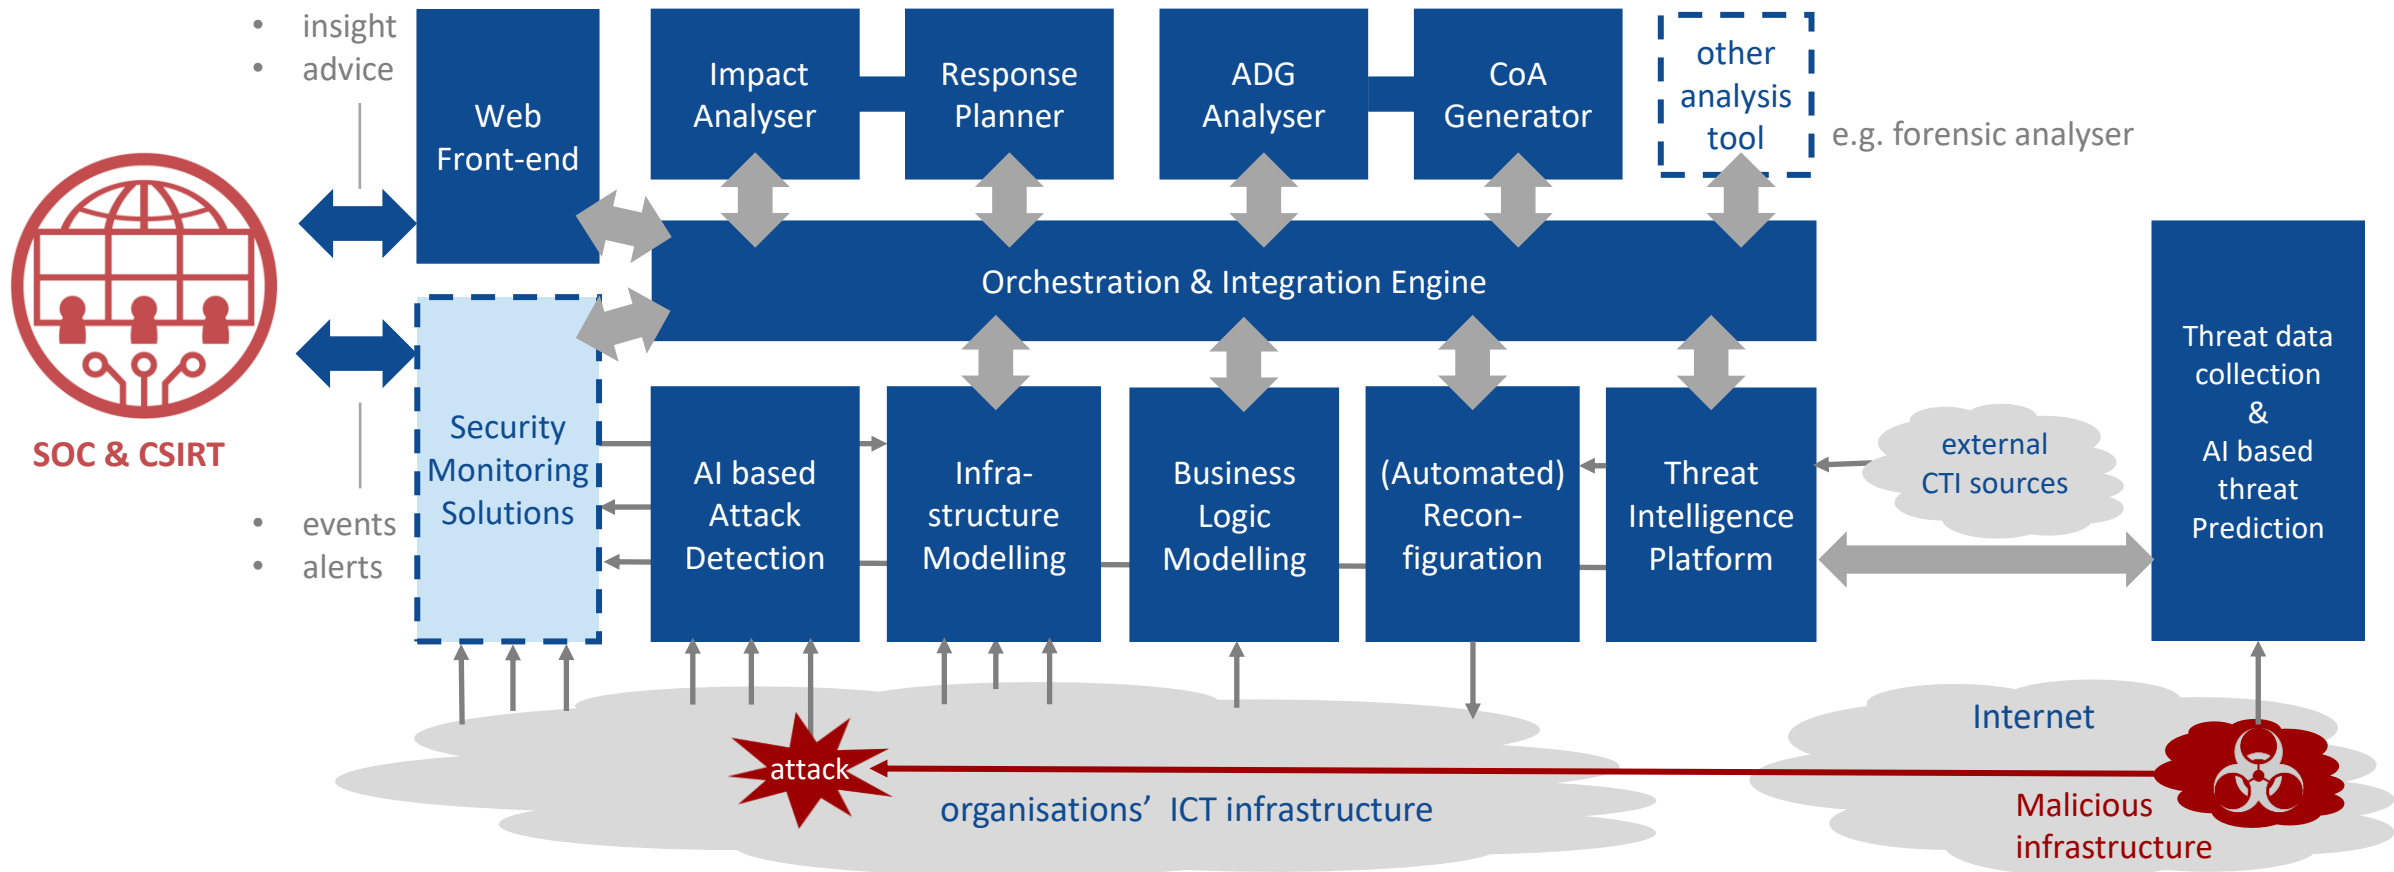 • insight
• advice
Web
Front-end
Impact
Analyser
Response
Planner
ADG
Analyser
CoA
Generator
other
analysis
tool
e.g. forensic analyser
Orchestration & Integration Engine
SOC & CSIRT
• events
• alerts
Security
Monitoring
Solutions
AI based
Attack
Detection
Infra-
structure
Modelling
Business
Logic
Modelling
(Automated)
Recon-
figuration
Threat
Intelligence
Platform
external
CTI sources
Threat data
collection
&
AI based
threat
Prediction
attack
organisations’ ICT infrastructure
Internet
Malicious
infrastructure